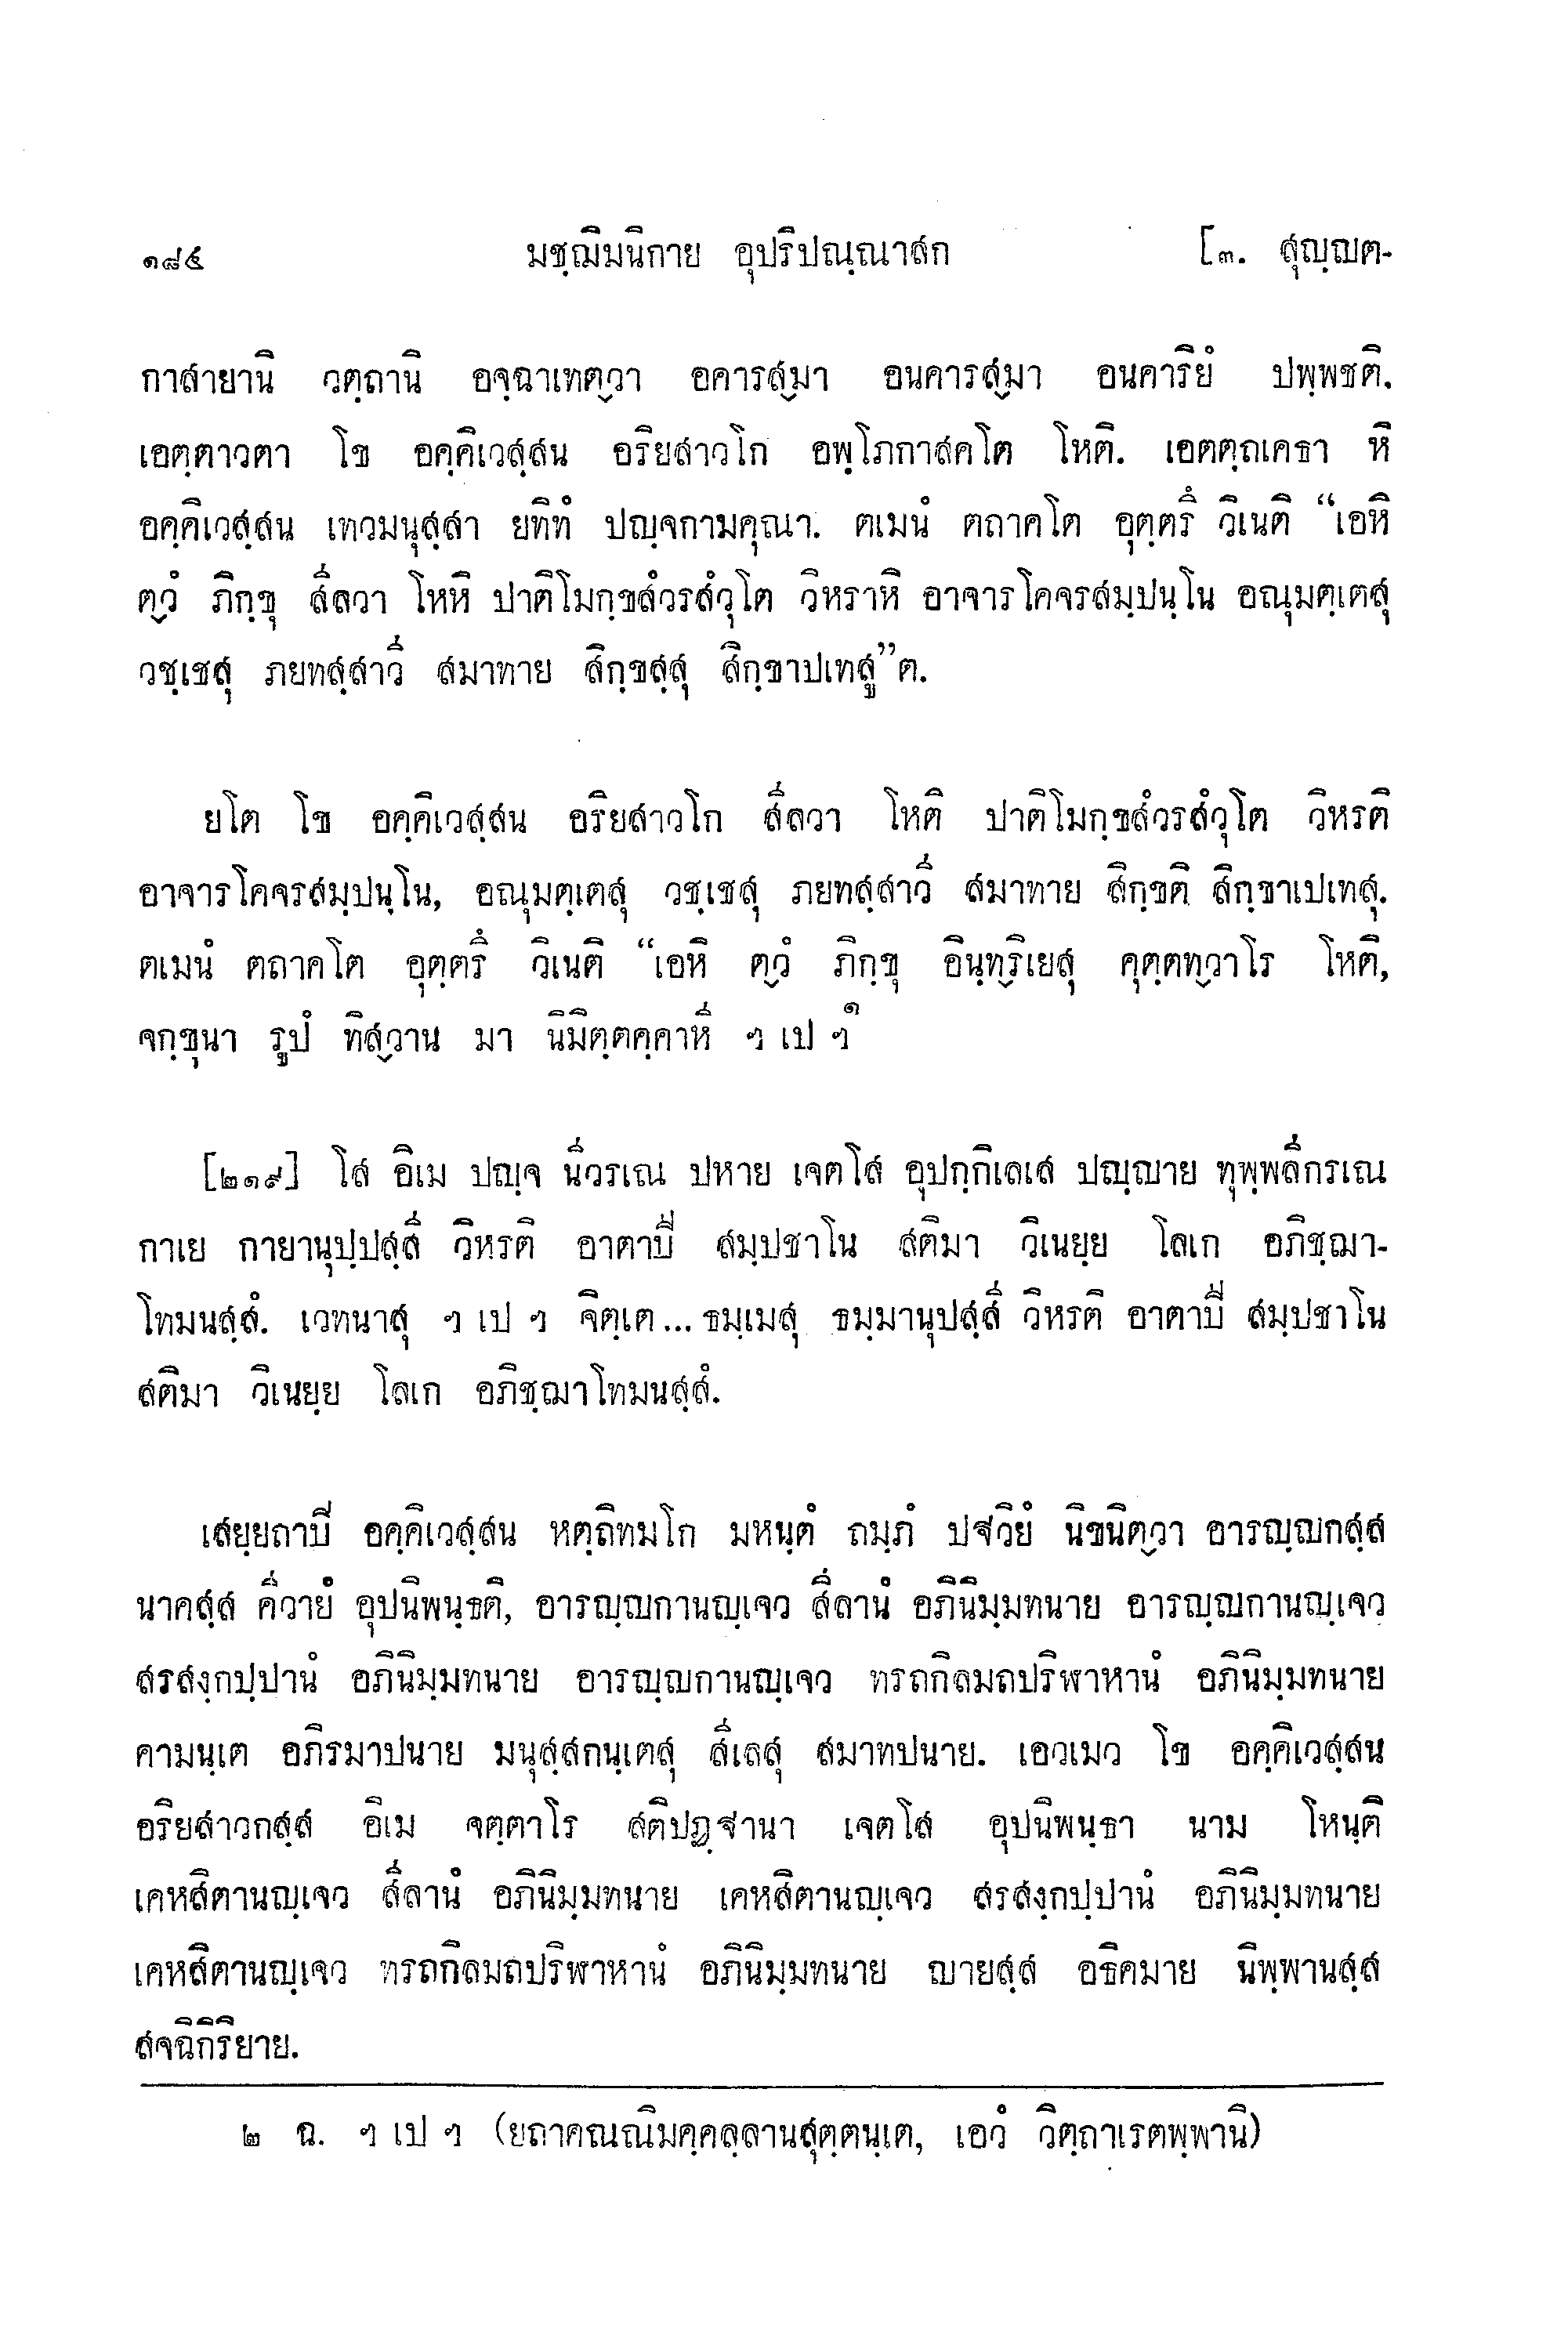 ๑๘๔ มชฺฌิมนิกาย อุปริปณฺณาสก [๓. สุญฺญต-
กาสายานิ วตฺถานิ อจฺฉาเทตฺวา อคารสฺมา อนคารสฺมา อนคาริยํ ปพฺพชติ.
เอตฺตาวตา โข อคฺคิเวสฺสน อริยสาวโก อพฺโภกาสคโต โหติ. เอตตฺถเคธา หิ
อคฺคิเวสฺสน เทวมนุสฺสา ยทิทํ ปญฺจกามคุณา. ตเมนํ ตถาคโต อุตฺตรึ วิเนติ “เอหิ
ตฺวํ ภิกฺขุ สีลวา โหหิ ปาติโมกฺขสํวรสํวุโต วิหราหิ อาจารโคจรสมฺปนฺโน อณุมตฺเตสุ
วชฺเชสุ ภยทสฺสาวี สมาทาย สิกฺขสฺสุ สิกฺขาปเทสู”ต.
ยโต โข อคฺคิเวสฺสน อริยสาวโก สีลวา โหติ ปาติโมกฺขสํวรสํวุโต วิหรติ
อาจารโคจรสมฺปนฺโน, อณุมตฺเตสุ วชฺเชสุ ภยทสฺสาวี สมาทาย สิกฺขติ สิกฺขาเปเทสุ.
ตเมนํ ตถาคโต อุตฺตรึ วิเนติ “เอหิ ตฺวํ ภิกฺขุ อินฺทฺริเยสุ คุตฺตทฺวาโร โหติ,
จกฺขุนา รูปํ ทิสฺวาน มา นิมิตฺตคฺคาหี ฯ เป ฯ ๑
[๒๑๙] โส อิเม ปญฺจ นีวรเณ ปหาย เจตโส อุปกฺกิเลเส ปญฺญาย ทุพฺพลีกรเณ
กาเย กายานุปฺปสฺสี วิหรติ อาตาปี สมฺปชาโน สติมา วิเนยฺย โลเก อภิชฺฌา-
โทมนสฺสํ. เวทนาสุ ฯ เป ฯ จิตฺเต... ธมฺเมสุ ธมฺมานุปสฺสี วิหรติ อาตาปี สมฺปชาโน
สติมา วิเนยฺย โลเก อภิชฺฌาโทมนสฺสํ.
เสยฺยถาปี อคฺคิเวสฺสน หตฺถิทมโก มหนฺตํ ถมฺภํ ปฐวิยํ นิขนิตฺวา อารญฺญกสฺส
นาคสฺส คีวายํ อุปนิพนฺธติ, อารญฺญกานญฺเจว สีลานํ อภินิมฺมทนาย อารญฺญกานญฺเจว
สรสงฺกปฺปานํ อภินิมฺมทนาย อารญฺญกานญฺเจว ทรถกิลมถปริฬาหานํ อภินิมฺมทนาย
คามนฺเต อภิรมาปนาย มนุสฺสกนฺเตสุ สีเลสุ สมาทปนาย. เอวเมว โข อคฺคิเวสฺสน
อริยสาวกสฺส อิเม จตฺตาโร สติปฏฺฐานา เจตโส อุปนิพนฺธา นาม โหนฺติ
เคหสิตานญฺเจว สีลานํ อภินิมฺมทนาย เคหสิตานญฺเจว สรสงฺกปฺปานํ อภินิมฺมทนาย
เคหสิตานญฺเจว ทรถกิลมถปริฬาหานํ อภินิมฺมทนาย ญายสฺส อธิคมาย นิพฺพานสฺส
สจฉิกิริยาย.
๒ ฉ. ฯ เป ฯ (ยถาคณณิมคฺคลฺลานสุตฺตนฺเต, เอวํ วิตฺถาเรตพฺพานิ)